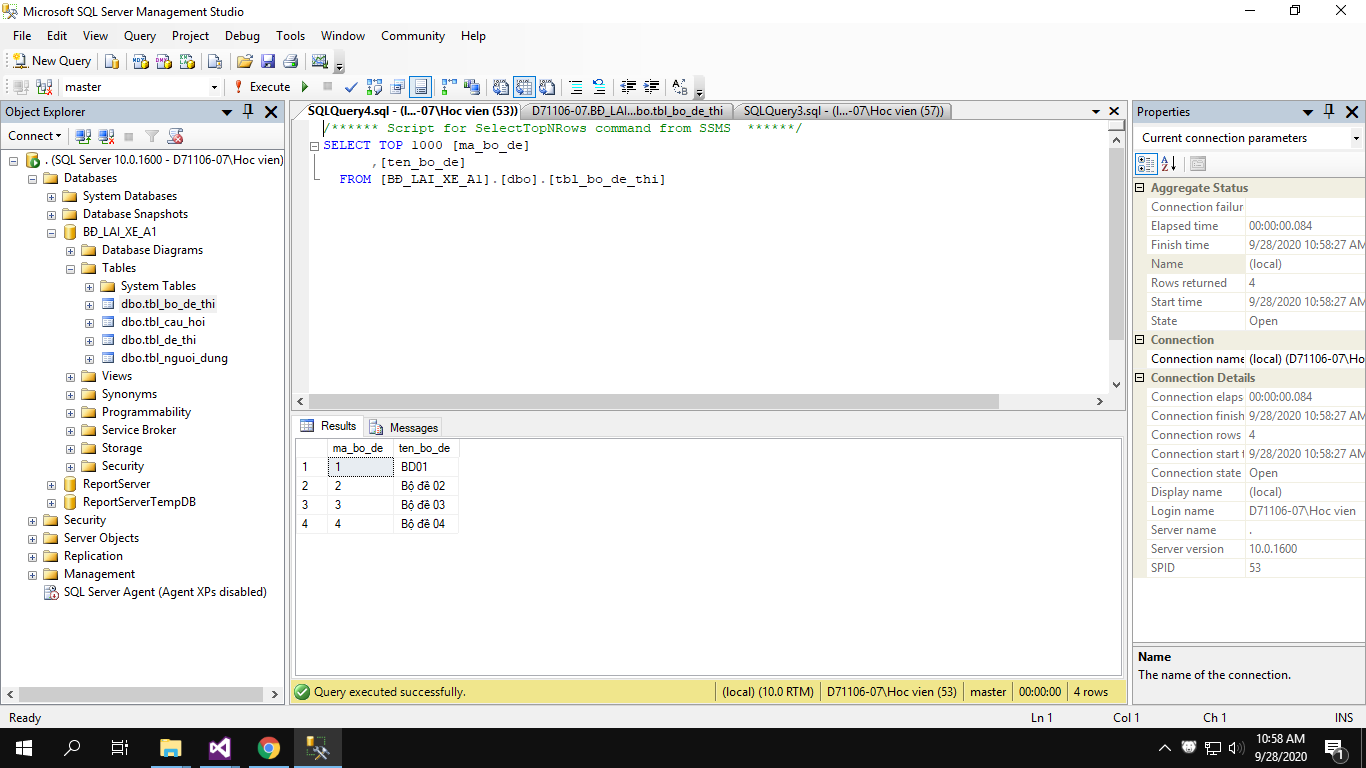 Microsoft SQL Server Management Studio
File Edit View Query Project Debug Tools Window Community Help
New Query
master
Execute
Object Explorer
Connect
. (SQL Server 10.0.1600 - D71106-07\Hoc vien)
Databases
System Databases
Database Snapshots
BĐ_LAI_XE_A1
Database Diagrams
Tables
System Tables
dbo.tbl_bo_de_thi
dbo.tbl_cau_hoi
dbo.tbl_de_thi
dbo.tbl_nguoi_dung
Views
Synonyms
Programmability
Service Broker
Storage
Security
ReportServer
ReportServerTempDB
Security
Server Objects
Replication
Management
SQL Server Agent (Agent XPs disabled)
SQLQuery4.sql - (l...-07\Hoc vien (53)) D71106-07.BĐ_LAI...bo.tbl_bo_de_thi SQLQuery3.sql - (l...-07\Hoc vien (57))
/****** Script for SelectTopNRows command from SSMS ******/
SELECT TOP 1000 [ma_bo_de]
,[ten_bo_de]
FROM [BĐ_LAI_XE_A1].[dbo].[tbl_bo_de_thi]
Results Messages
ma_bo_de ten_bo_de
1 1 BD01
2 2 Bộ đề 02
3 3 Bộ đề 03
4 4 Bộ đề 04
Query executed successfully. (local) (10.0 RTM) D71106-07\Hoc vien (53) master 00:00:00 4 rows
Properties
Current connection parameters
Aggregate Status
Connection failur
Elapsed time 00:00:00.084
Finish time 9/28/2020 10:58:27 AM
Name (local)
Rows returned 4
Start time 9/28/2020 10:58:27 AM
State Open
Connection
Connection name (local) (D71106-07\Ho
Connection Details
Connection elaps 00:00:00.084
Connection finish 9/28/2020 10:58:27 AM
Connection rows 4
Connection start t 9/28/2020 10:58:27 AM
Connection state Open
Display name (local)
Login name D71106-07\Hoc vien
Server name .
Server version 10.0.1600
SPID 53
Name
The name of the connection.
Ready Ln 1 Col 1 Ch 1 INS
10:58 AM
9/28/2020
1